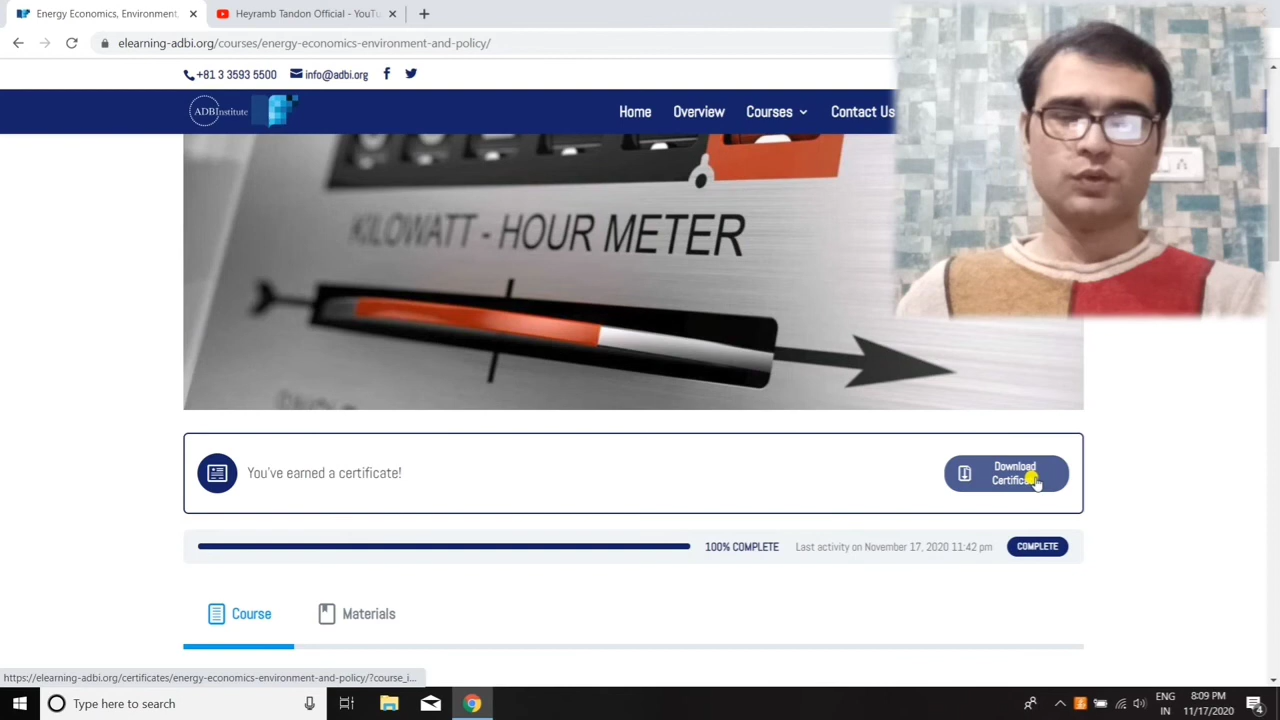 Energy Economics, Environment,
Heyramb Tandon Official - YouTu
elearning-adbi.org/courses/energy-economics-environment-and-policy/
+81 3 3593 5500
info@adbi.org
ADBInstitute
Home
Overview
Courses
Contact Us
KILOWATT - HOUR METER
You've earned a certificate!
Download
100% COMPLETE
Last activity on November 17, 2020 11:42 pm
COMPLETE
Course
Materials
https://elearning-adbi.org/certificates/energy-economics-environment-and-policy/?course_i...
Type here to search
ENG
8:09 PM
IN
11/17/2020
4